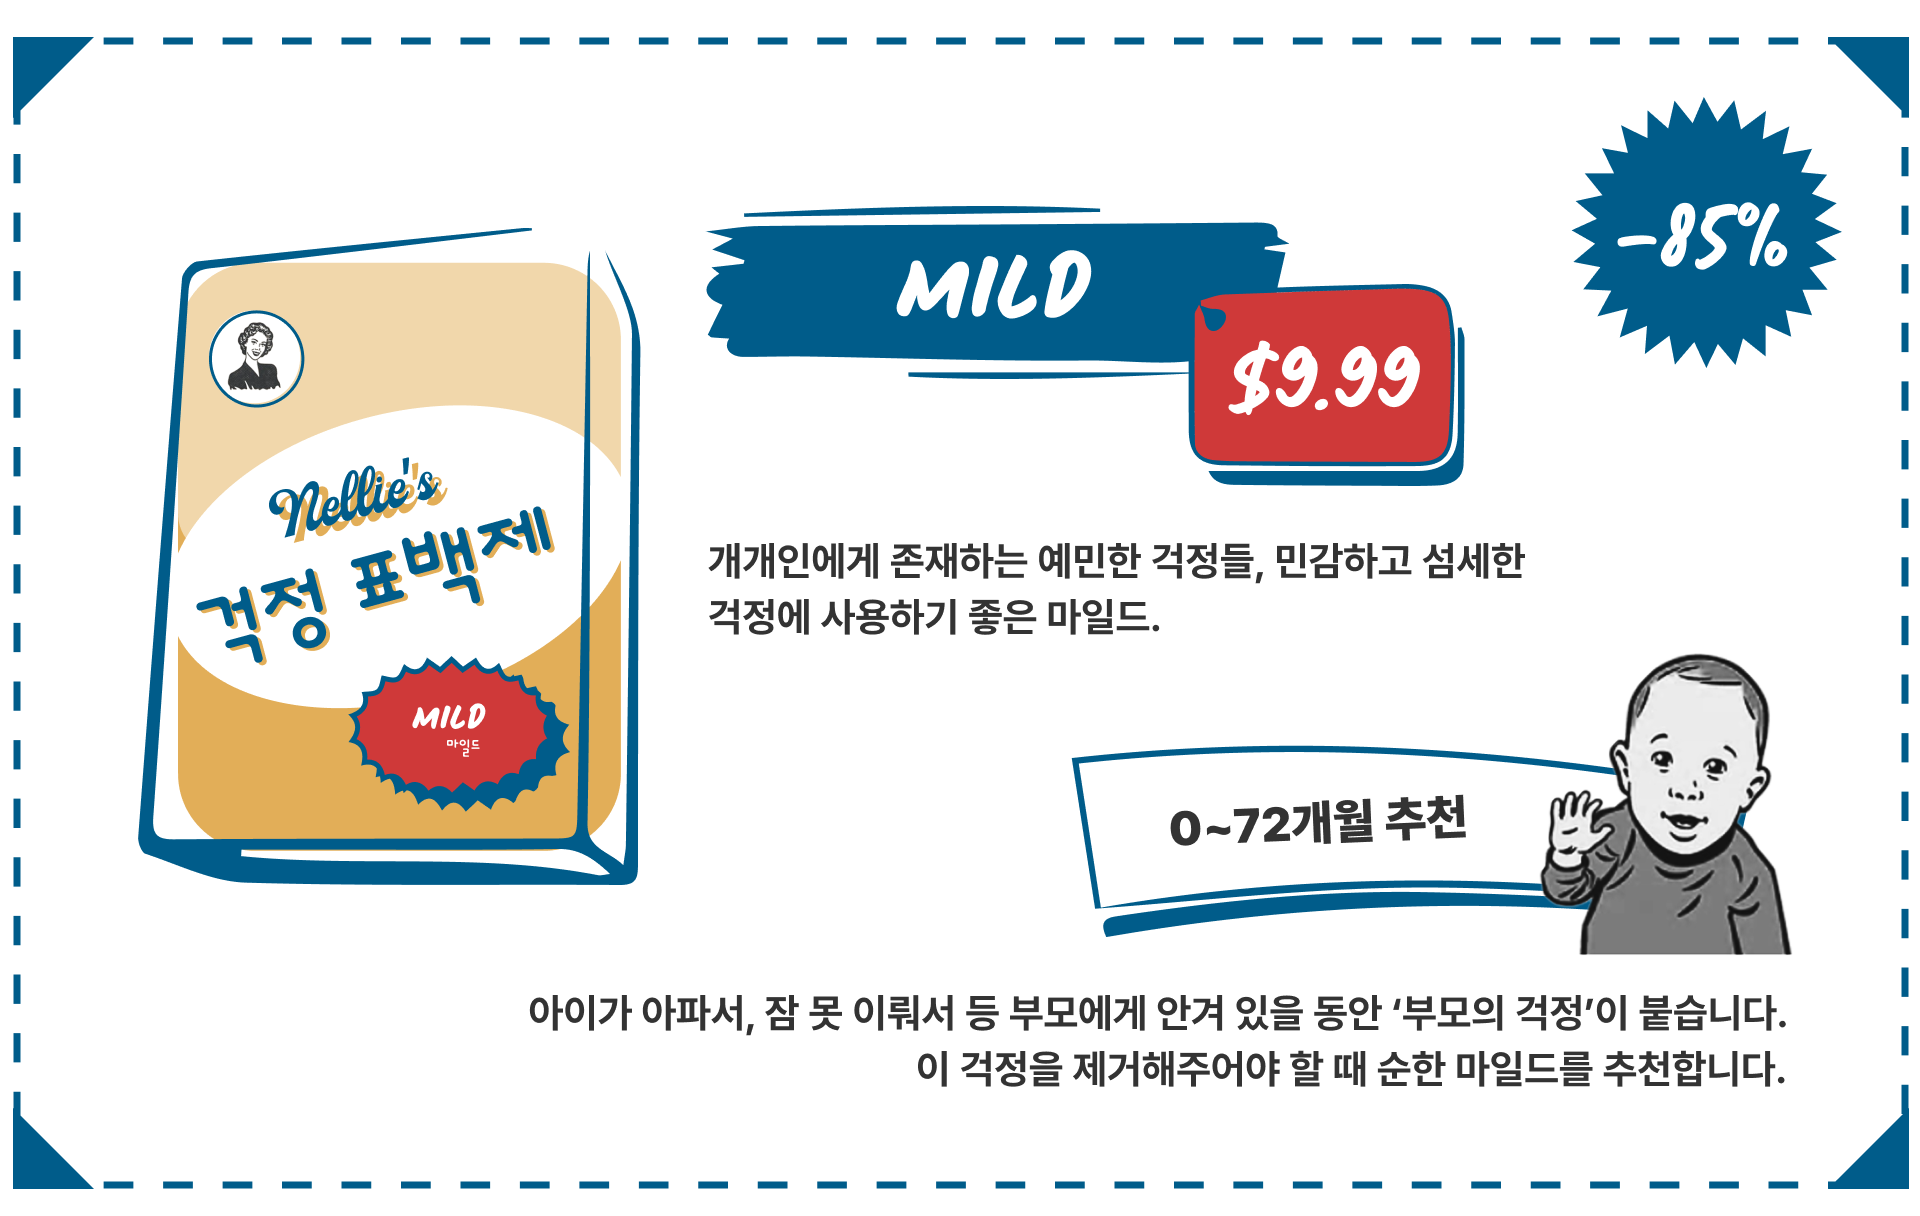 -85%
MILD
$9.99
Nellie's
걱정 표백제
MILD
마일드
개개인에게 존재하는 예민한 걱정들, 민감하고 섬세한
걱정에 사용하기 좋은 마일드.
0~72개월 추천
아이가 아파서, 잠 못 이뤄서 등 부모에게 안겨 있을 동안 ‘부모의 걱정’이 붙습니다.
이 걱정을 제거해주어야 할 때 순한 마일드를 추천합니다.